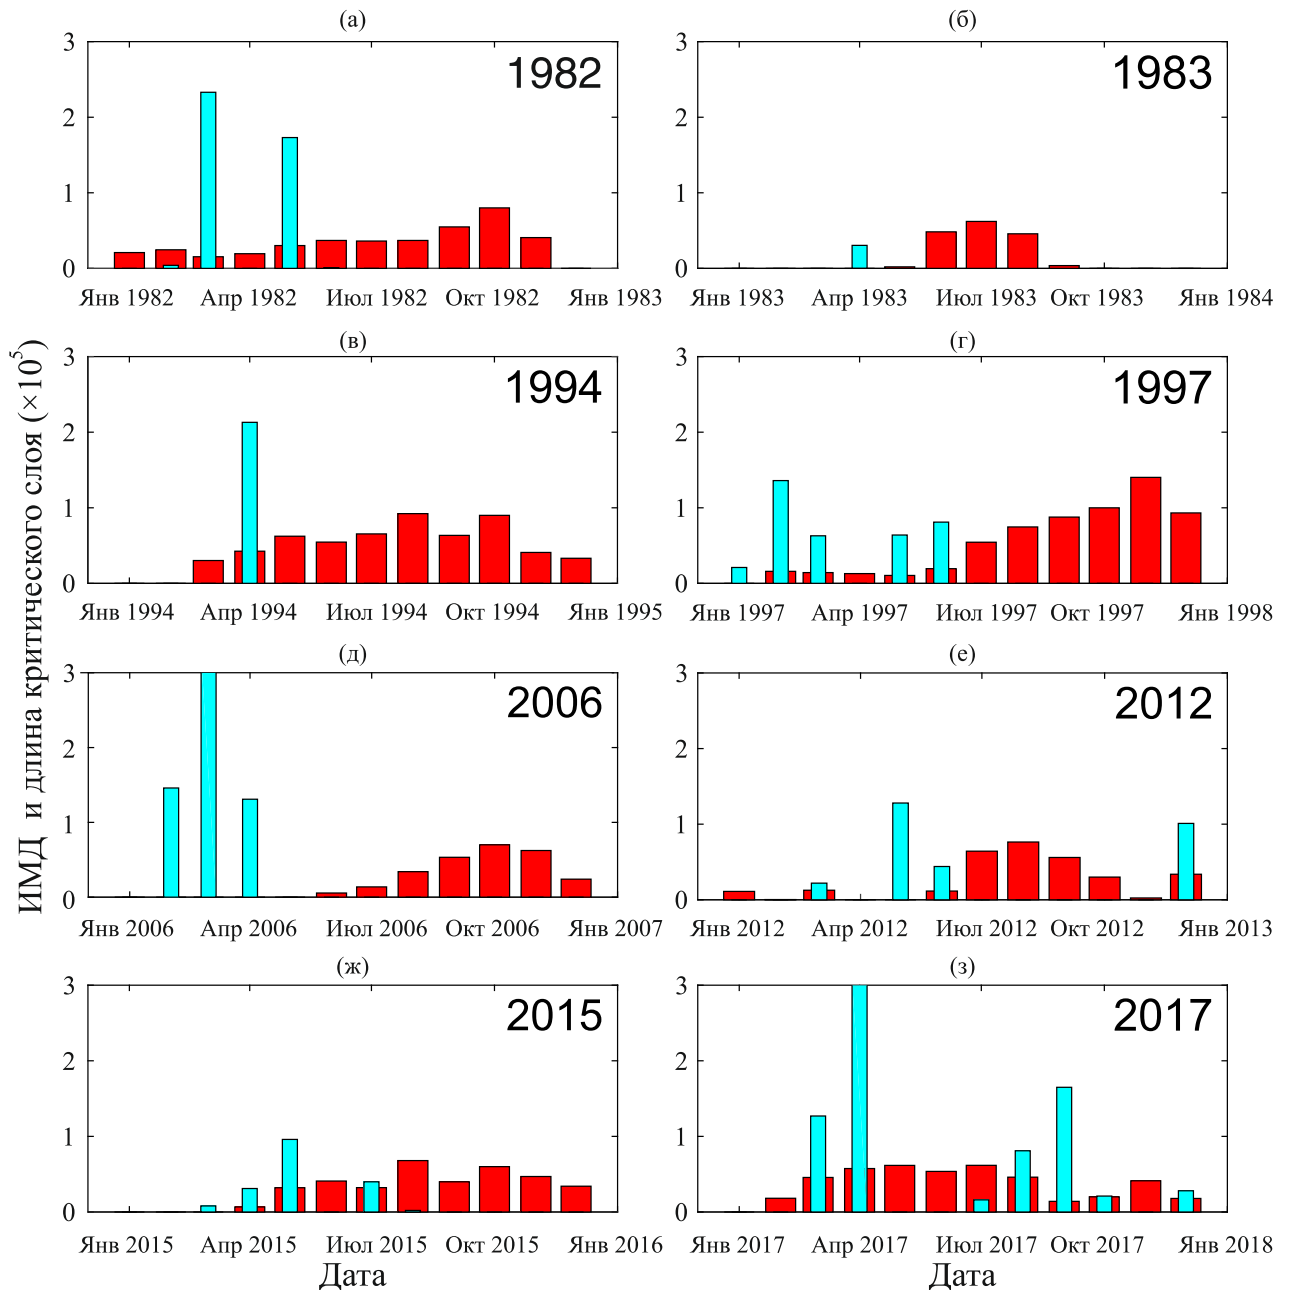 (а)
(б)
3
2
1
0
1982
Янв 1982 Апр 1982 Июл 1982 Окт 1982 Янв 1983
3
2
1
0
1983
Янв 1983 Апр 1983 Июл 1983 Окт 1983 Янв 1984
(в)
(г)
3
2
1
0
1994
Янв 1994 Апр 1994 Июл 1994 Окт 1994 Янв 1995
3
2
1
0
1997
Янв 1997 Апр 1997 Июл 1997 Окт 1997 Янв 1998
ИМД и длина критического слоя (×10⁵)
(д)
(е)
3
2
1
0
2006
Янв 2006 Апр 2006 Июл 2006 Окт 2006 Янв 2007
3
2
1
0
2012
Янв 2012 Апр 2012 Июл 2012 Окт 2012 Янв 2013
(ж)
(з)
3
2
1
0
2015
Янв 2015 Апр 2015 Июл 2015 Окт 2015 Янв 2016
Дата
3
2
1
0
2017
Янв 2017 Апр 2017 Июл 2017 Окт 2017 Янв 2018
Дата